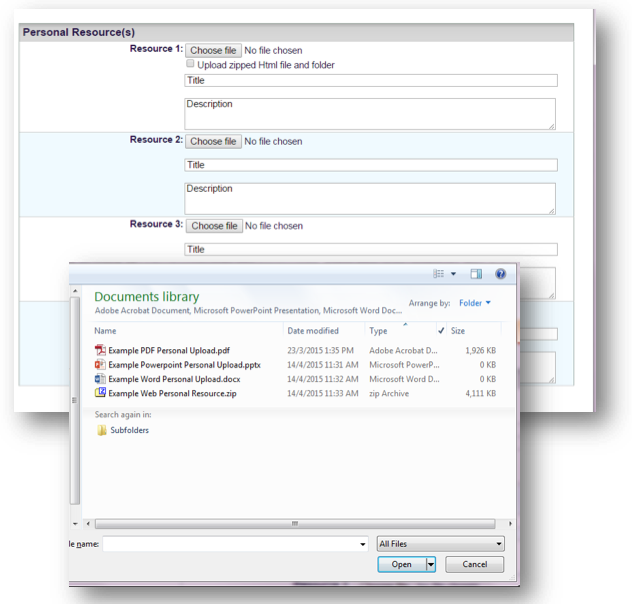 Personal Resource(s)
Resource 1: Choose file No file chosen
Upload zipped Html file and folder
Title
Description
Resource 2: Choose file No file chosen
Title
Description
Resource 3: Choose file No file chosen
Title
Documents library
Adobe Acrobat Document, Microsoft PowerPoint Presentation, Microsoft Word Doc...
Arrange by: Folder
Name Date modified Type Size
Example PDF Personal Upload.pdf 23/3/2015 1:35 PM Adobe Acrobat D... 1,926 KB
Example Powerpoint Personal Upload.pptx 14/4/2015 11:31 AM Microsoft PowerP... 0 KB
Example Word Personal Upload.docx 14/4/2015 11:32 AM Microsoft Word D... 0 KB
Example Web Personal Resource.zip 14/4/2015 11:33 AM zip Archive 4,111 KB
Search again in:
Subfolders
le name: All Files
Open Cancel